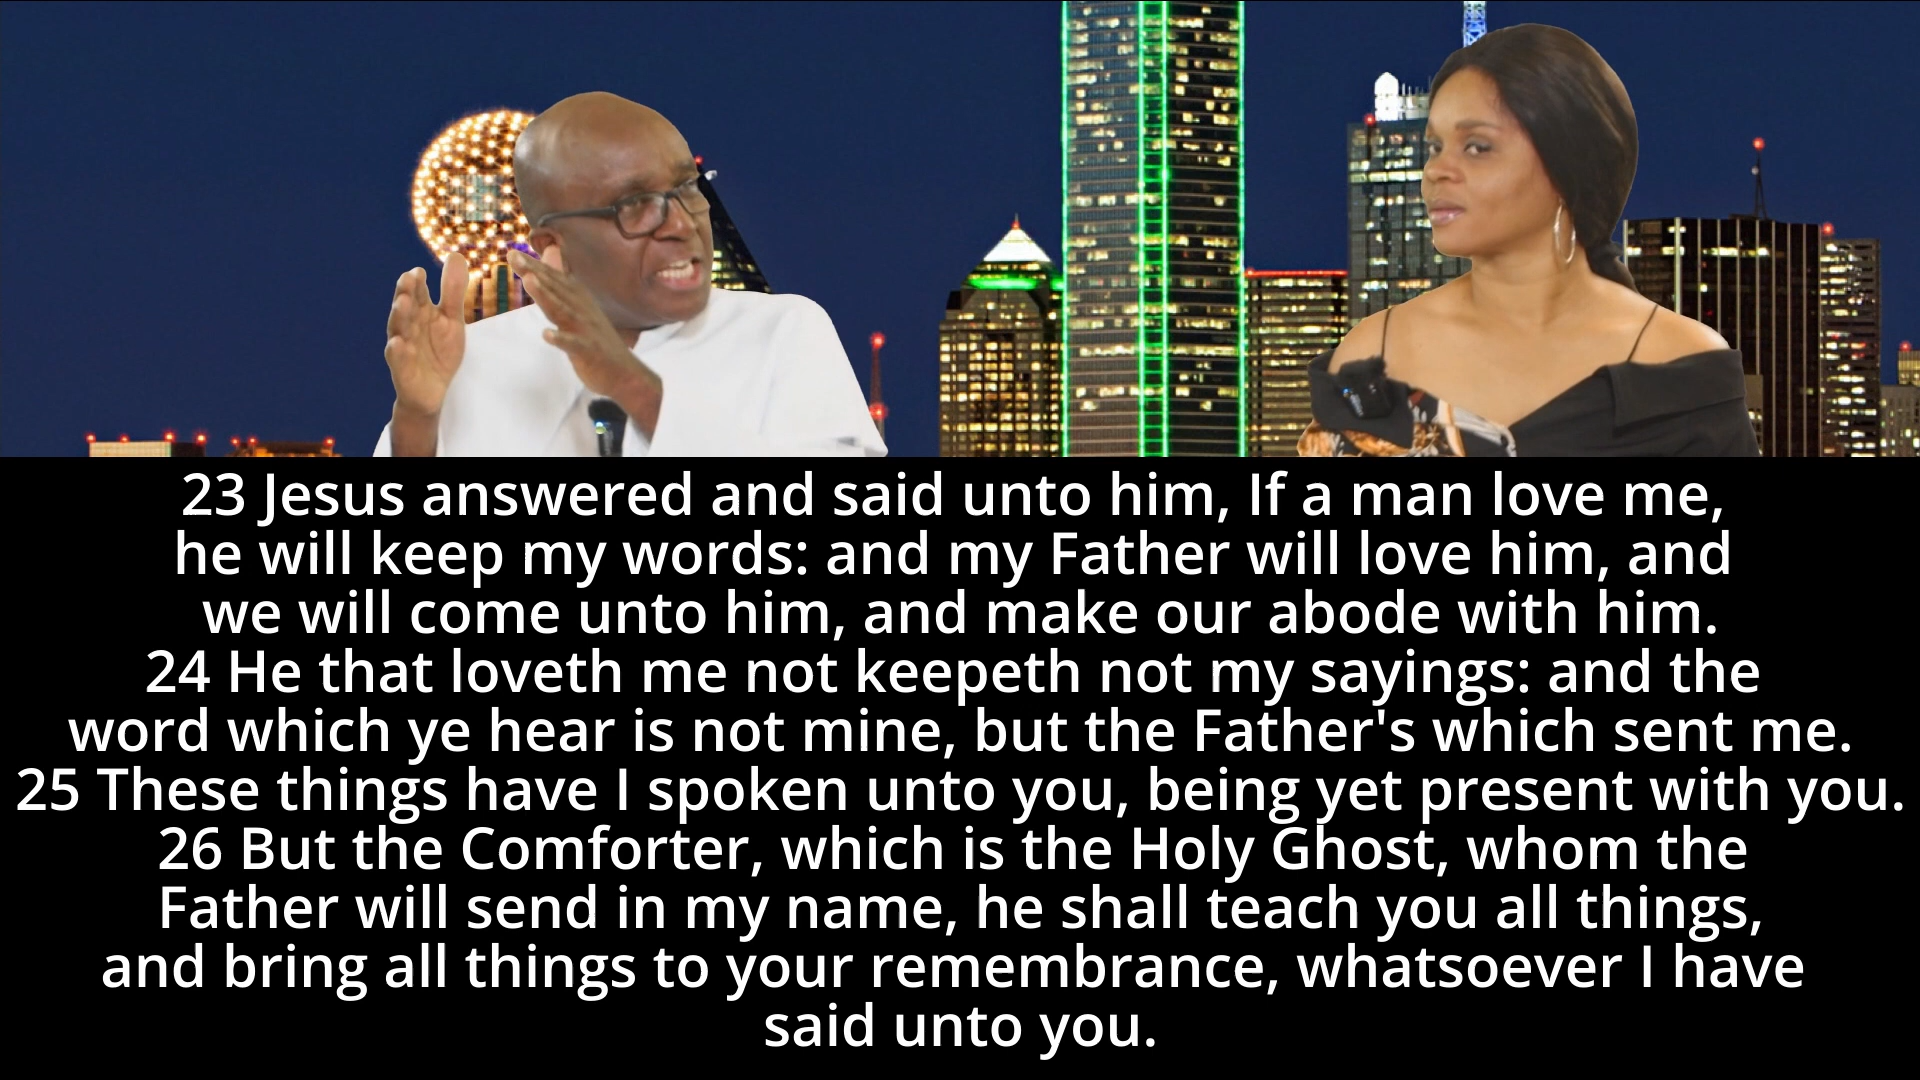 23 Jesus answered and said unto him, If a man love me,
he will keep my words: and my Father will love him, and
we will come unto him, and make our abode with him.
24 He that loveth me not keepeth not my sayings: and the
word which ye hear is not mine, but the Father's which sent me.
25 These things have I spoken unto you, being yet present with you.
26 But the Comforter, which is the Holy Ghost, whom the
Father will send in my name, he shall teach you all things,
and bring all things to your remembrance, whatsoever I have
said unto you.